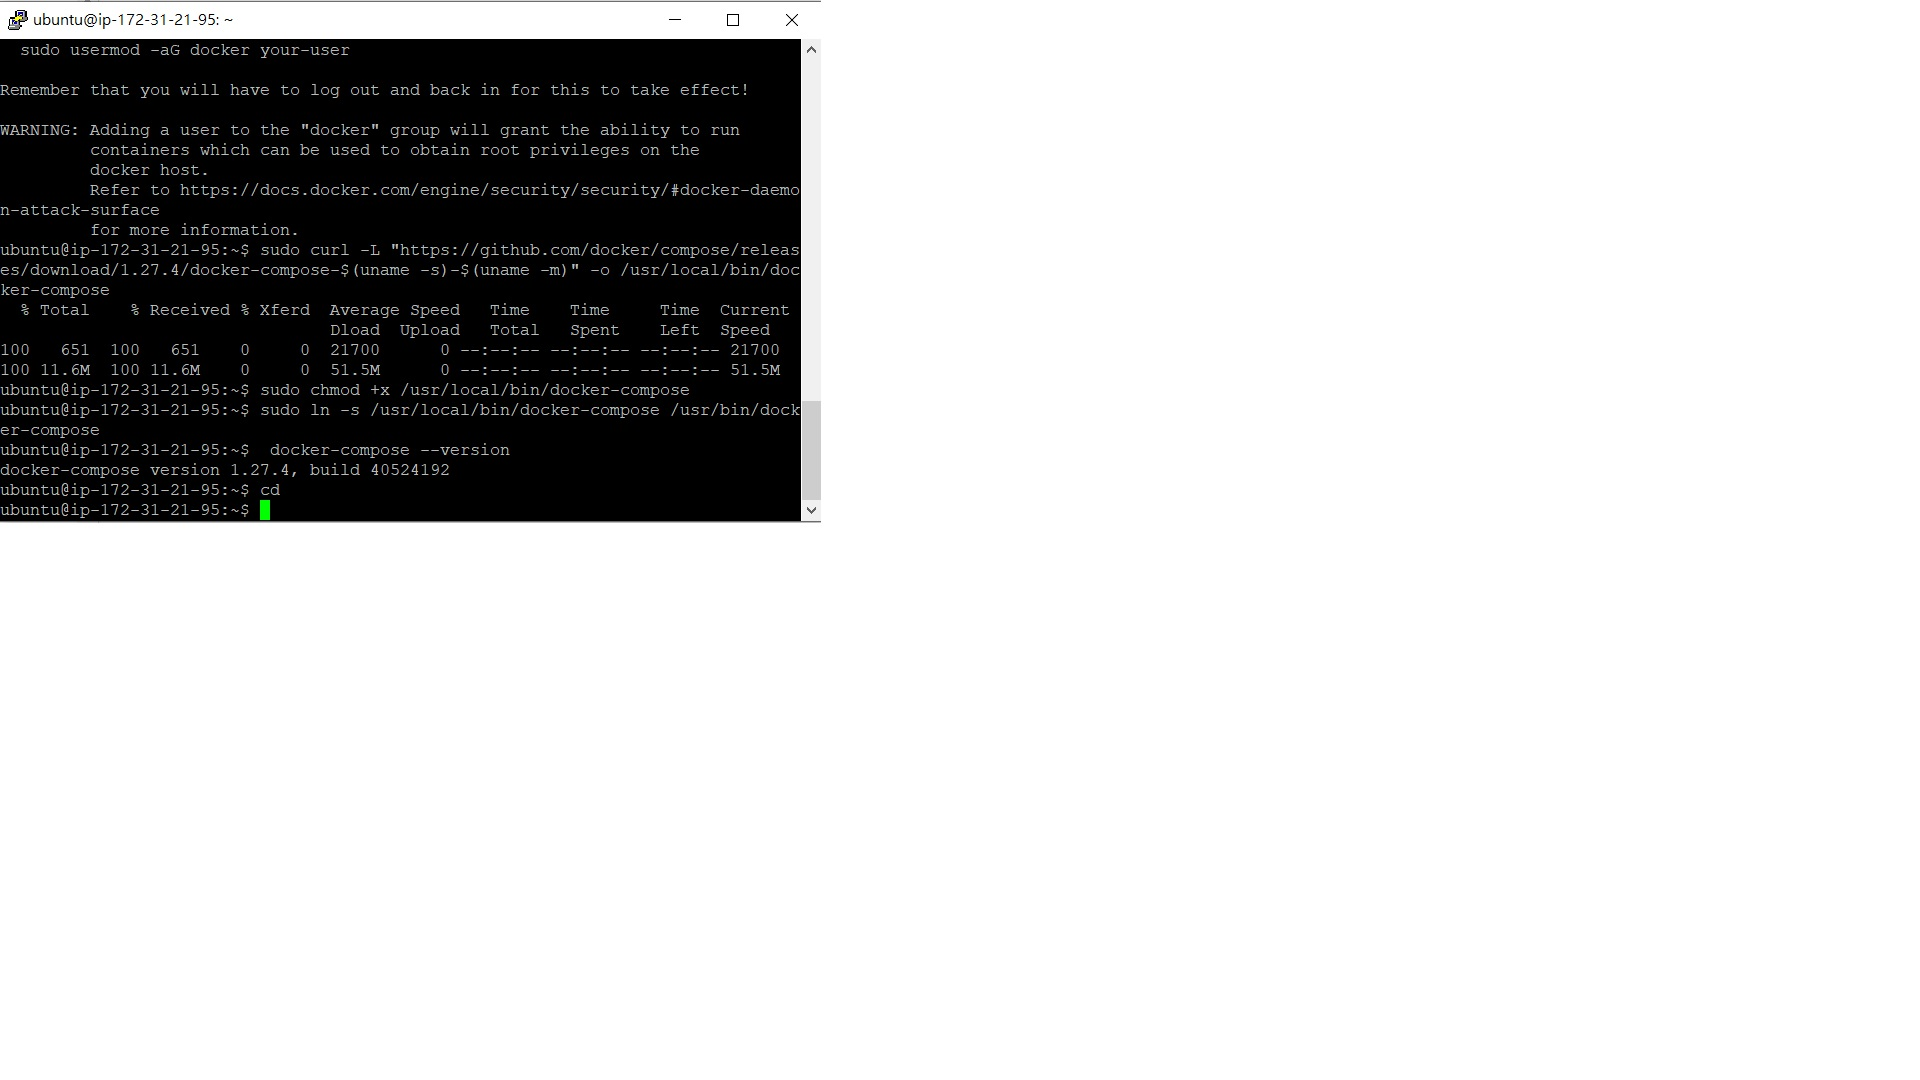 ubuntu@ip-172-31-21-95: ~
sudo usermod -aG docker your-user
Remember that you will have to log out and back in for this to take effect!
WARNING: Adding a user to the "docker" group will grant the ability to run
containers which can be used to obtain root privileges on the
docker host.
Refer to https://docs.docker.com/engine/security/security/#docker-daemo
n-attack-surface
for more information.
ubuntu@ip-172-31-21-95:~$ sudo curl -L "https://github.com/docker/compose/releas
es/download/1.27.4/docker-compose-$(uname -s)-$(uname -m)" -o /usr/local/bin/doc
ker-compose
% Total    % Received % Xferd  Average Speed   Time    Time     Time  Current
Dload  Upload   Total   Spent    Left  Speed
100   651  100   651    0     0  21700      0 --:--:-- --:--:-- --:--:-- 21700
100 11.6M  100 11.6M    0     0  51.5M      0 --:--:-- --:--:-- --:--:-- 51.5M
ubuntu@ip-172-31-21-95:~$ sudo chmod +x /usr/local/bin/docker-compose
ubuntu@ip-172-31-21-95:~$ sudo ln -s /usr/local/bin/docker-compose /usr/bin/dock
er-compose
ubuntu@ip-172-31-21-95:~$  docker-compose --version
docker-compose version 1.27.4, build 40524192
ubuntu@ip-172-31-21-95:~$ cd
ubuntu@ip-172-31-21-95:~$